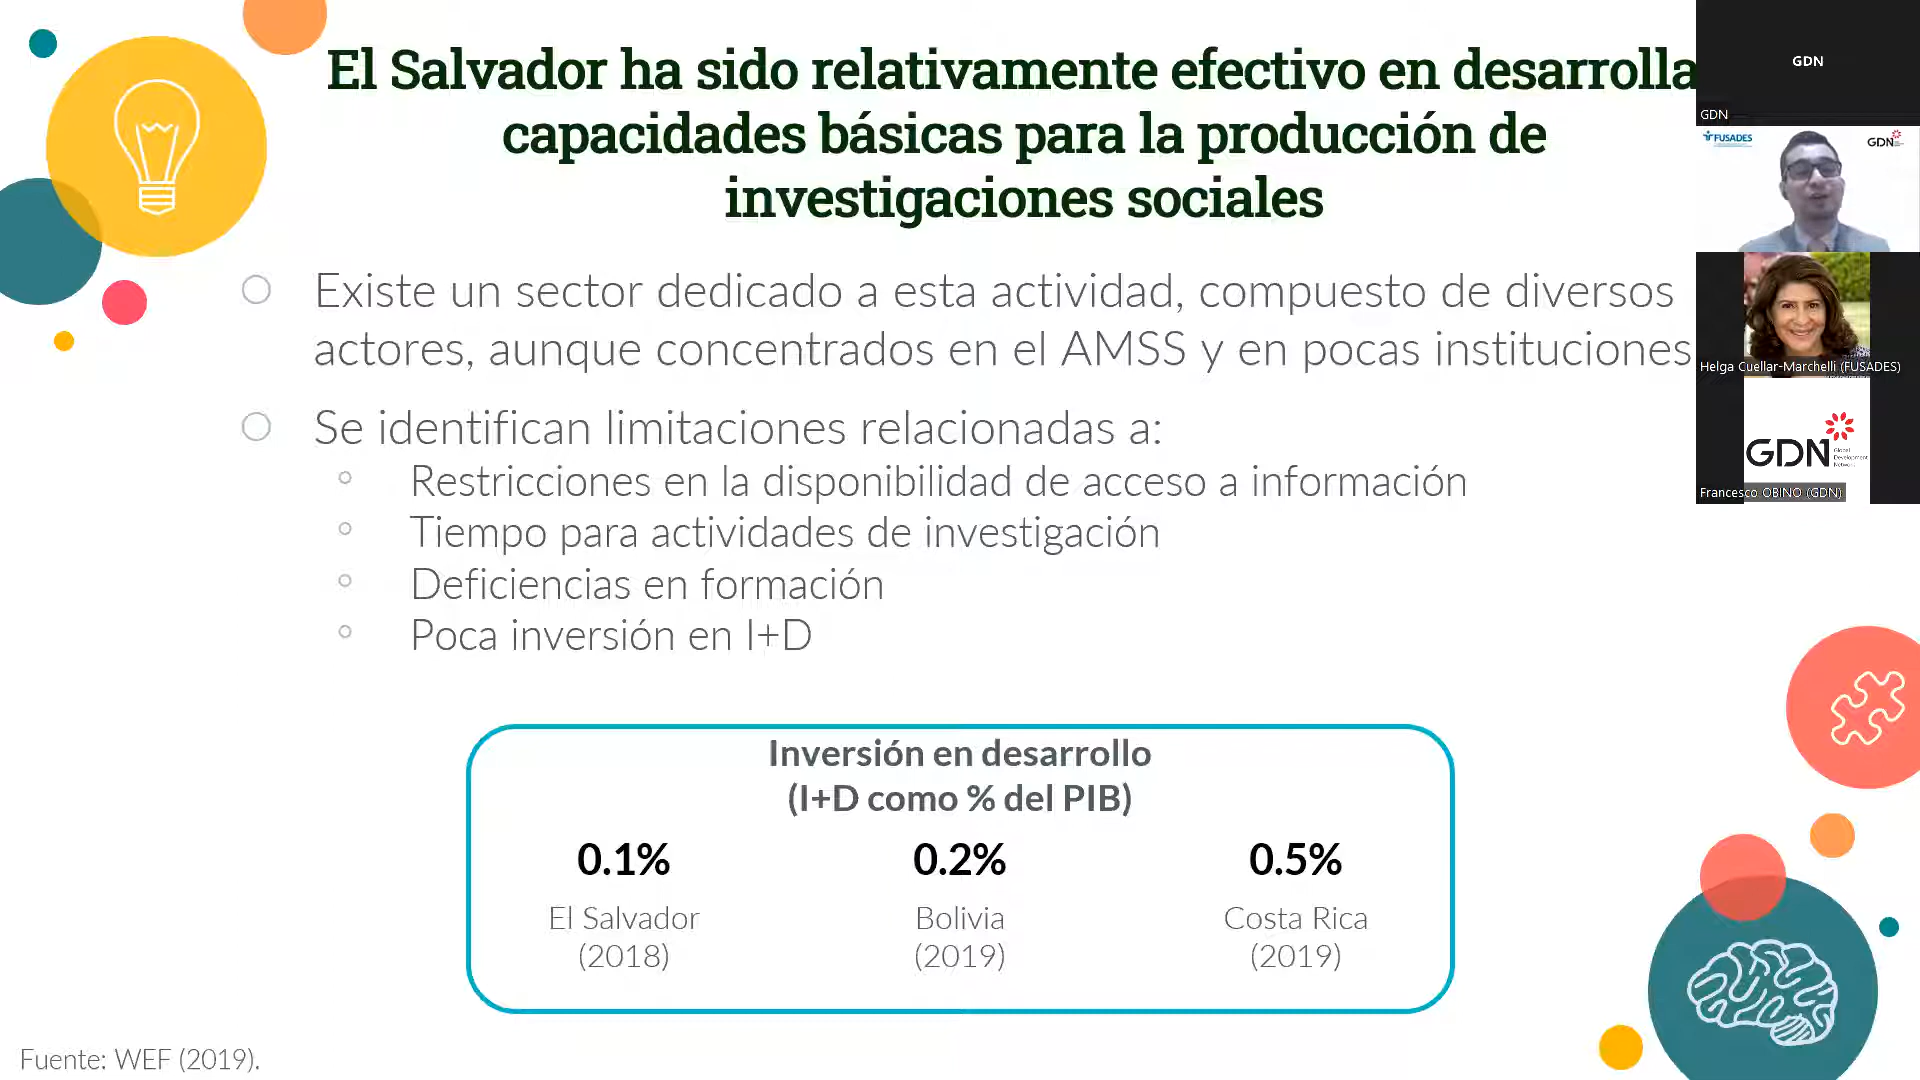 El Salvador ha sido relativamente efectivo en desarrolla
capacidades básicas para la producción de
investigaciones sociales
Existe un sector dedicado a esta actividad, compuesto de diversos
actores, aunque concentrados en el AMSS y en pocas instituciones
Se identifican limitaciones relacionadas a:
Restricciones en la disponibilidad de acceso a información
Tiempo para actividades de investigación
Deficiencias en formación
Poca inversión en I+D
Inversión en desarrollo
(I+D como % del PIB)
0.1% 0.2% 0.5%
El Salvador Bolivia Costa Rica
(2018) (2019) (2019)
Fuente: WEF (2019).
GDN
GDN
FUSADES GDN
Helga Cuellar-Marchelli (FUSADES)
GDN Global
Development
Network
Francesco OBINO (GDN)